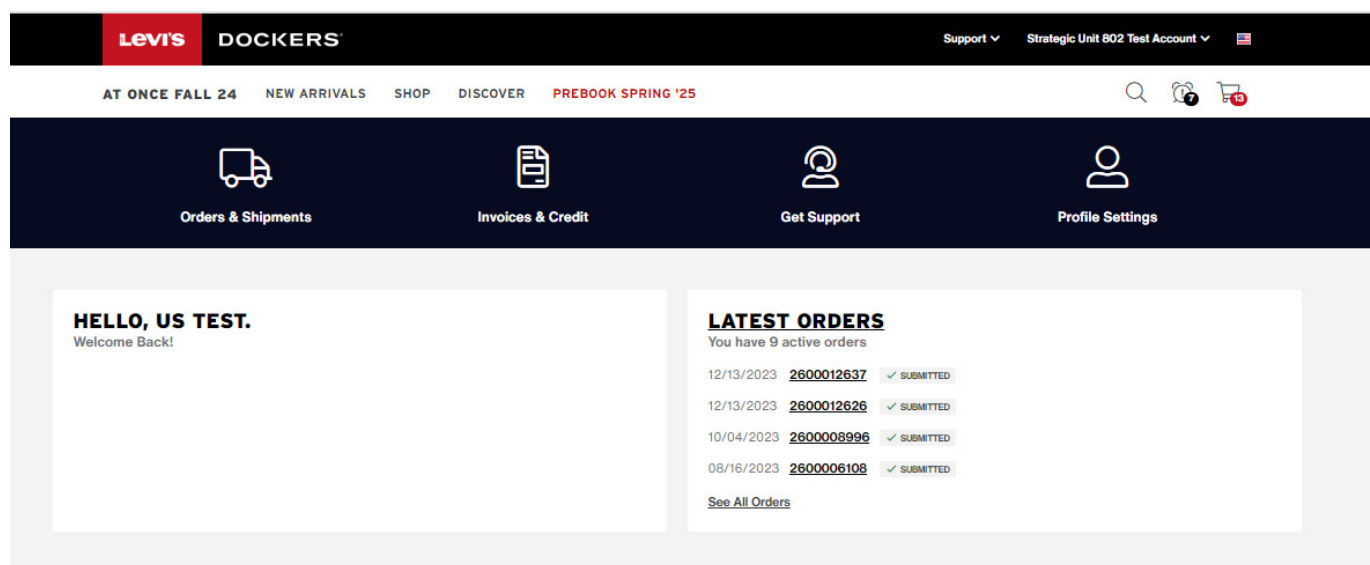 Levi's DOCKERS Support Strategic Unit 802 Test Account
AT ONCE FALL 24 NEW ARRIVALS SHOP DISCOVER PREBOOK SPRING '25 7 13
Orders & Shipments Invoices & Credit Get Support Profile Settings
HELLO, US TEST.
Welcome Back!
LATEST ORDERS
You have 9 active orders
12/13/2023 2600012637 ✓ SUBMITTED
12/13/2023 2600012626 ✓ SUBMITTED
10/04/2023 2600008996 ✓ SUBMITTED
08/16/2023 2600006108 ✓ SUBMITTED
See All Orders